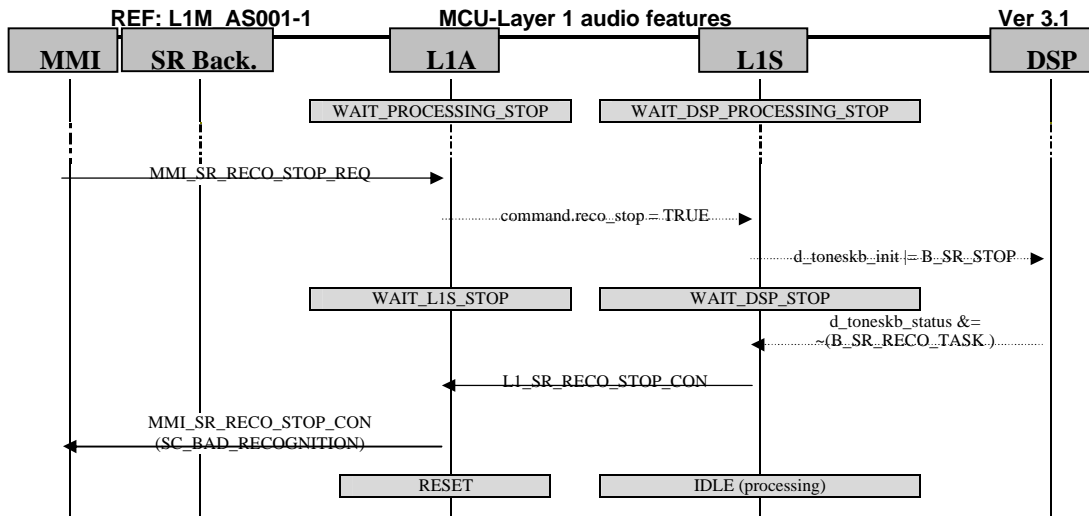 REF: L1M_AS001-1 MCU-Layer 1 audio features Ver 3.1
MMI SR Back. L1A L1S DSP
WAIT_PROCESSING_STOP WAIT_DSP_PROCESSING_STOP
MMI_SR_RECO_STOP_REQ
command.reco_stop = TRUE
d_toneskb_init |= B_SR_STOP
WAIT_L1S_STOP WAIT_DSP_STOP
d_toneskb_status &=
~(B_SR_RECO_TASK )
L1_SR_RECO_STOP_CON
MMI_SR_RECO_STOP_CON
(SC_BAD_RECOGNITION)
RESET IDLE (processing)